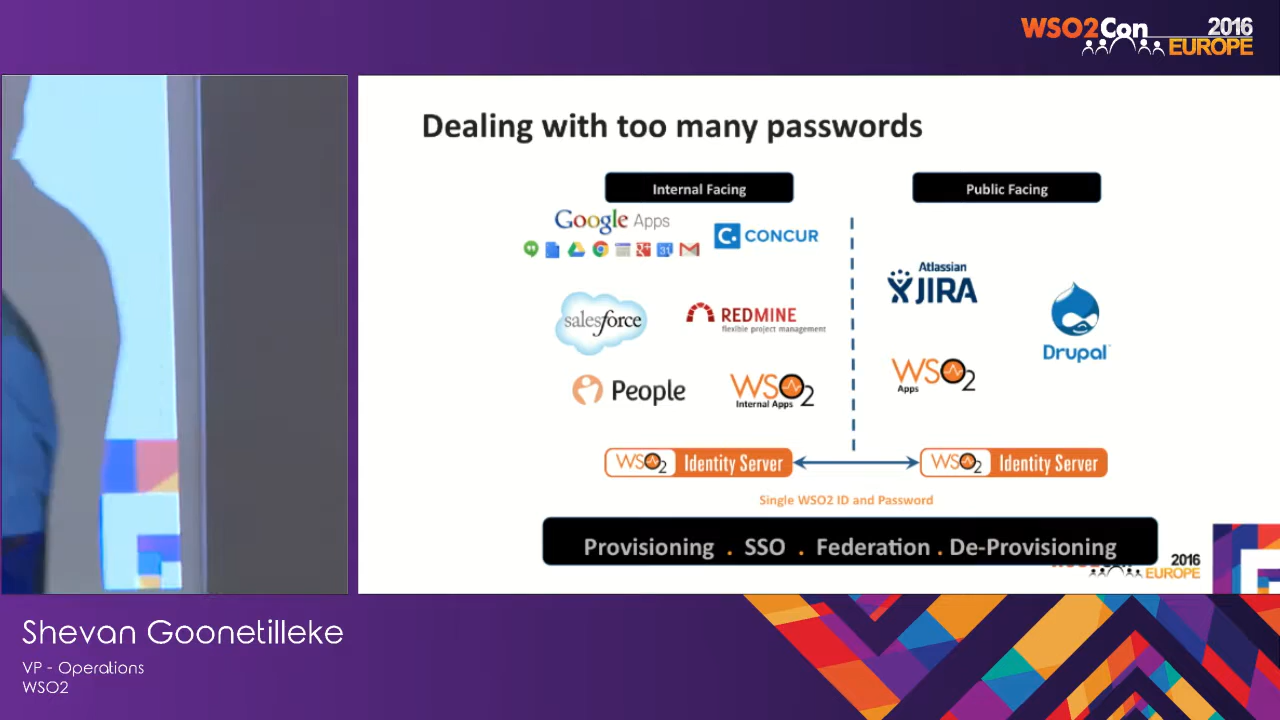 WSO2Con 2016
EUROPE
Dealing with too many passwords
Internal Facing
Public Facing
Google Apps
31
C. CONCUR
Atlassian
JIRA
salesforce
REDMINE
flexible project management
Drupal
People
WSO2
Internal Apps
WSO2
Apps
WSO2 Identity Server
WSO2 Identity Server
Single WSO2 ID and Password
Provisioning . SSO . Federation . De-Provisioning
2016
EUROPE
Shevan Goonetilleke
VP - Operations
WSO2